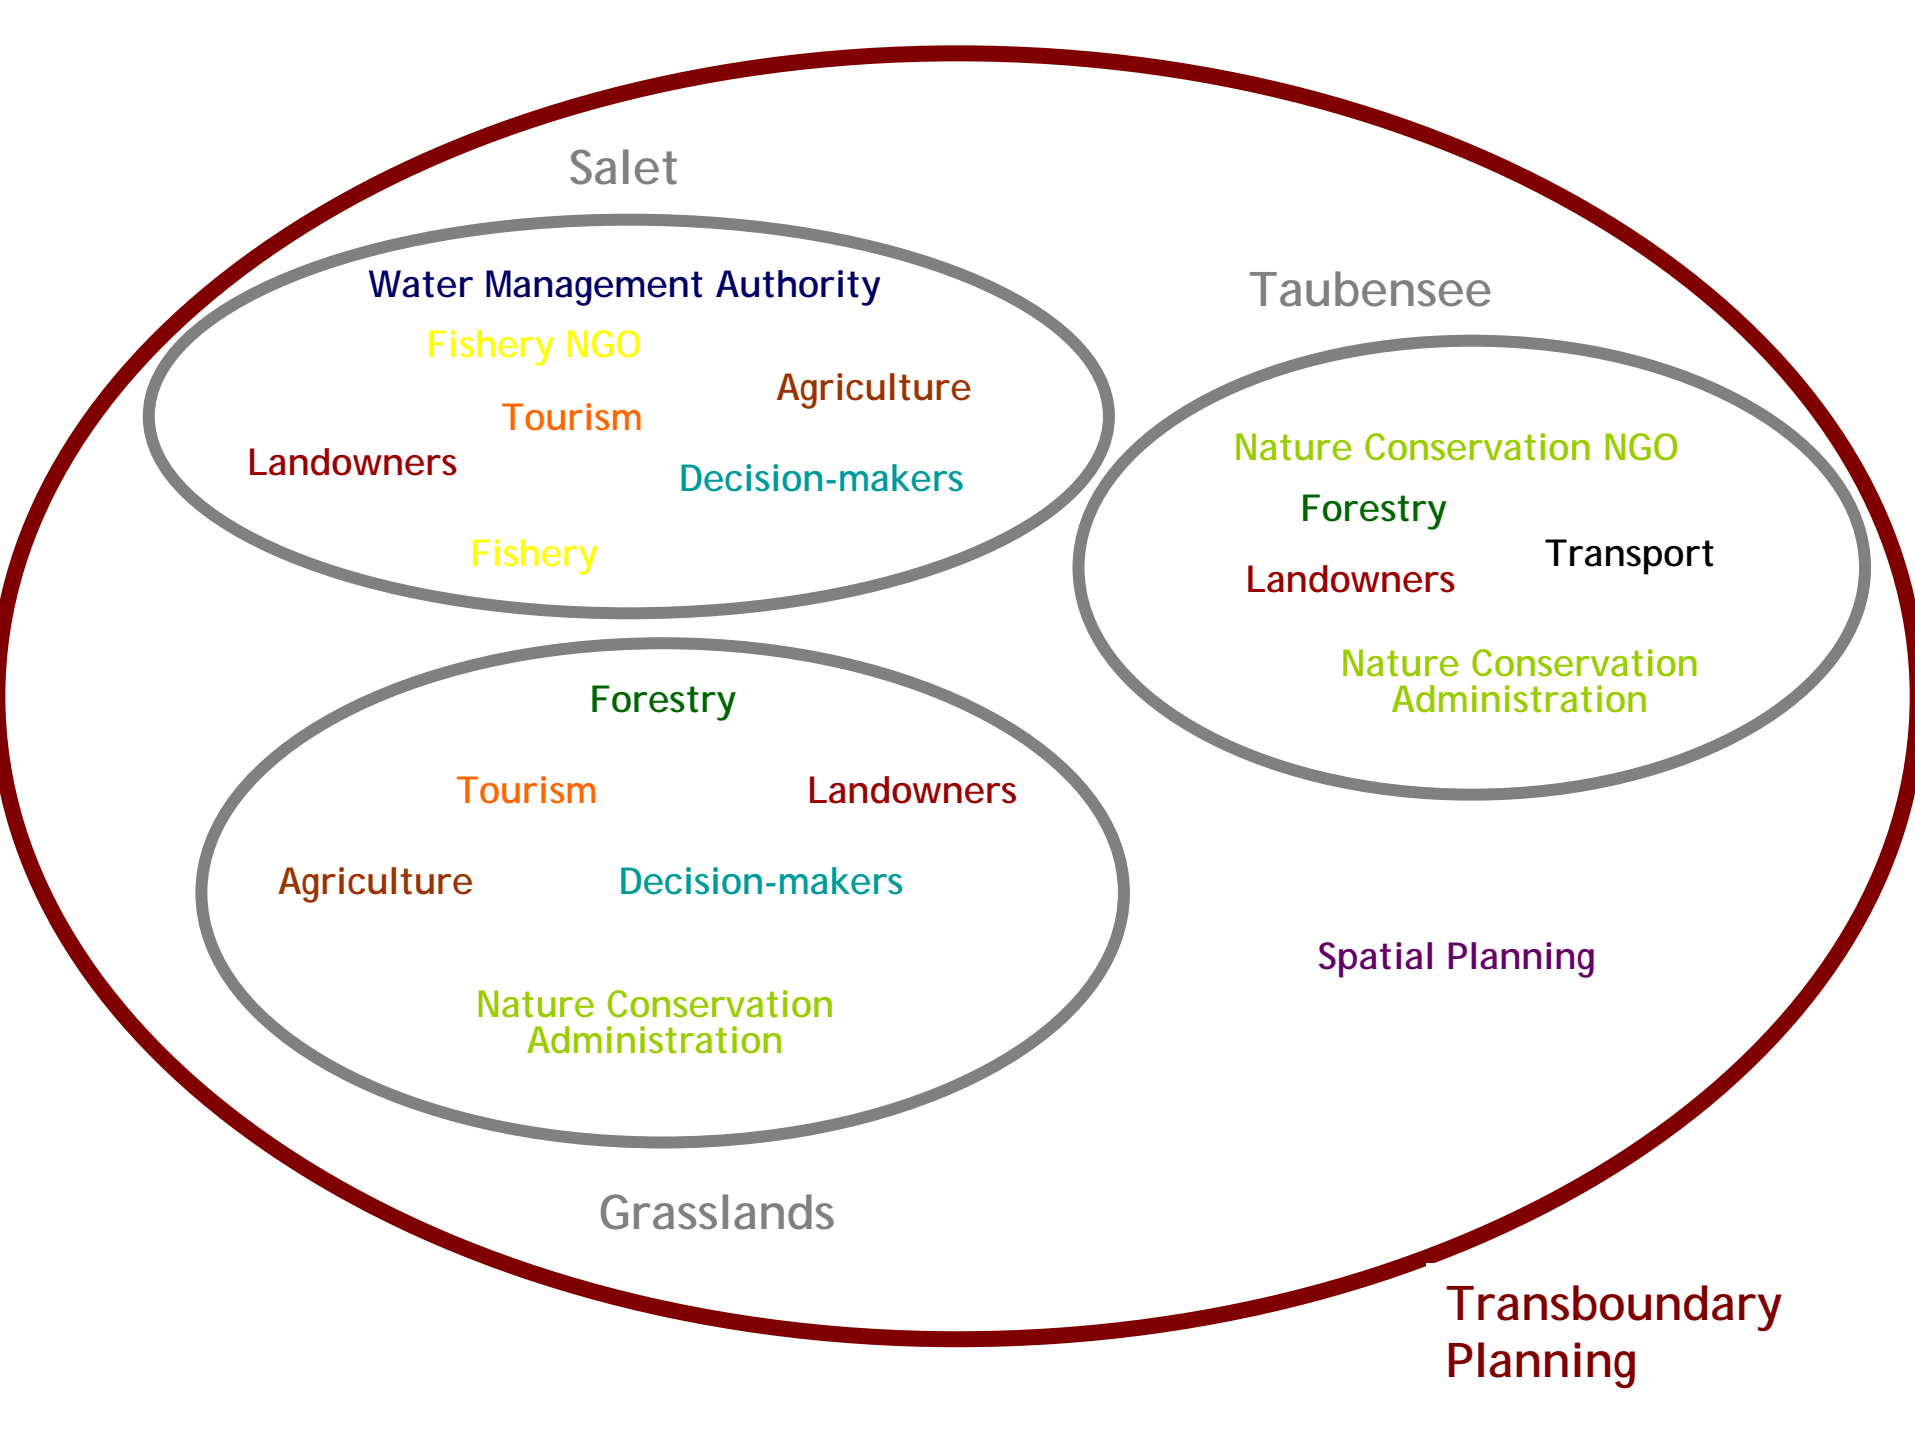 Salet
Water Management Authority
Fishery NGO
Agriculture
Tourism
Landowners
Decision-makers
Fishery
Taubensee
Nature Conservation NGO
Forestry
Transport
Landowners
Nature Conservation
Administration
Forestry
Tourism
Landowners
Agriculture
Decision-makers
Nature Conservation
Administration
Grasslands
Spatial Planning
Transboundary
Planning